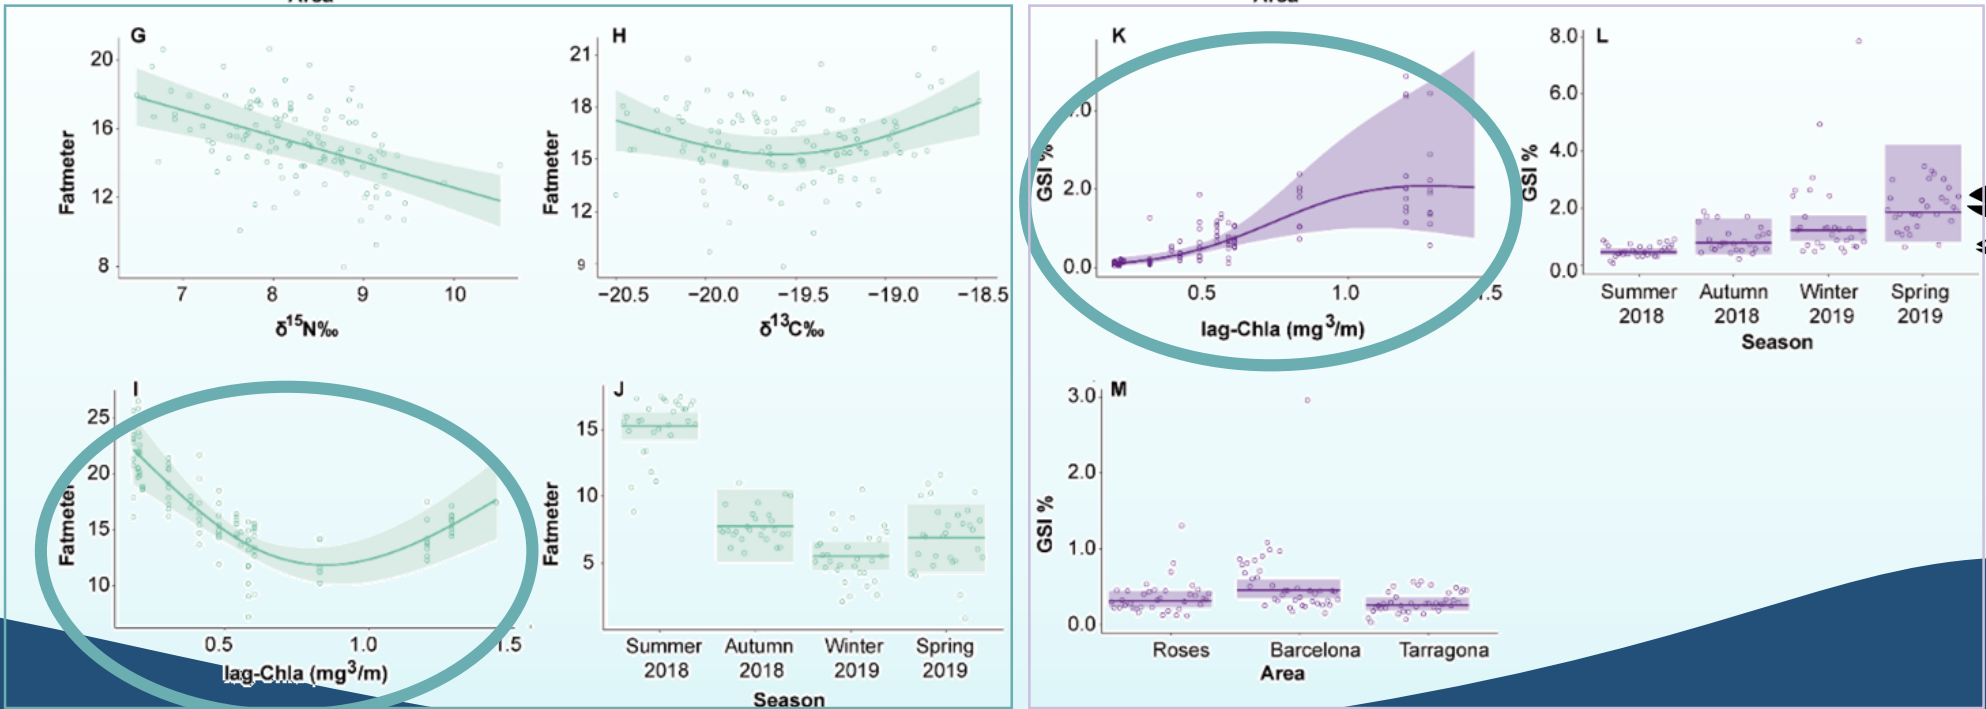 Area
Area
G
20
16
12
8
Fatmeter
7 8 9 10
δ15N‰
H
21
18
15
12
9
Fatmeter
−20.5 −20.0 −19.5 −19.0 −18.5
δ13C‰
K
.0
2.0
0.0
GSI %
0.5 1.0 .5
lag-Chla (mg3/m)
L
8.0
6.0
4.0
2.0
0.0
GSI %
Summer Autumn Winter Spring
2018 2018 2019 2019
Season
I
25
20
15
10
Fatmeter
0.5 1.0 1.5
lag-Chla (mg3/m)
J
15
10
5
Fatmeter
Summer Autumn Winter Spring
2018 2018 2019 2019
Season
M
3.0
2.0
1.0
0.0
GSI %
Roses Barcelona Tarragona
Area